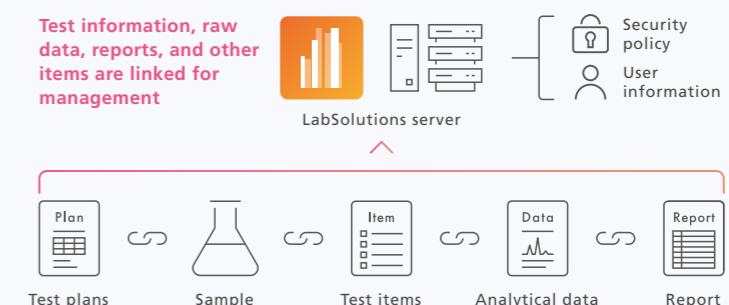 Test information, raw
data, reports, and other
items are linked for
management
LabSolutions server
Security
policy
User
information
Plan
Item
Data
Report
Test plans
Sample
Test items
Analytical data
Report